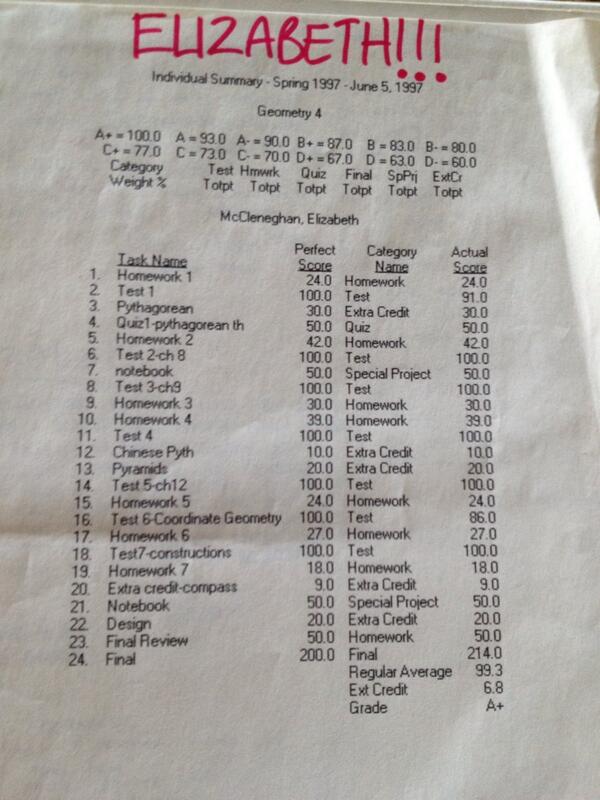 ELIZABETH!!!
Individual Summary - Spring 1997 - June 5, 1997
Geometry 4
A+ = 100.0 A = 93.0 A- = 90.0 B+ = 87.0 B = 83.0 B- = 80.0
C+ = 77.0 C = 73.0 C- = 70.0 D+ = 67.0 D = 63.0 D- = 60.0
Category Test Hmwrk Quiz Final SpPrj ExtCr
Weight % Totpt Totpt Totpt Totpt Totpt Totpt
McCleneghan, Elizabeth
Perfect Category Actual
Task Name Score Name Score
1. Homework 1 24.0 Homework 24.0
2. Test 1 100.0 Test 91.0
3. Pythagorean 30.0 Extra Credit 30.0
4. Quiz1-pythagorean th 50.0 Quiz 50.0
5. Homework 2 42.0 Homework 42.0
6. Test 2-ch 8 100.0 Test 100.0
7. notebook 50.0 Special Project 50.0
8. Test 3-ch9 100.0 Test 100.0
9. Homework 3 30.0 Homework 30.0
10. Homework 4 39.0 Homework 39.0
11. Test 4 100.0 Test 100.0
12. Chinese Pyth 10.0 Extra Credit 10.0
13. Pyramids 20.0 Extra Credit 20.0
14. Test 5-ch12 100.0 Test 100.0
15. Homework 5 24.0 Homework 24.0
16. Test 6-Coordinate Geometry 100.0 Test 86.0
17. Homework 6 27.0 Homework 27.0
18. Test7-constructions 100.0 Test 100.0
19. Homework 7 18.0 Homework 18.0
20. Extra credit-compass 9.0 Extra Credit 9.0
21. Notebook 50.0 Special Project 50.0
22. Design 20.0 Extra Credit 20.0
23. Final Review 50.0 Homework 50.0
24. Final 200.0 Final 214.0
Regular Average 99.3
Ext Credit 6.8
Grade A+